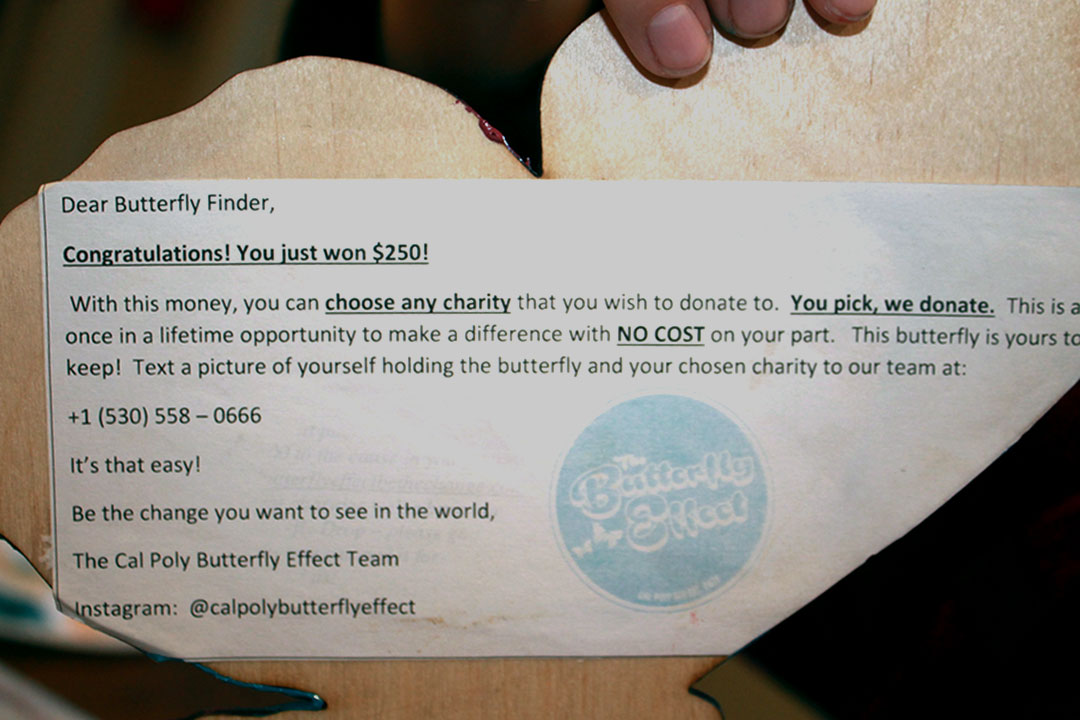 Dear Butterfly Finder,
Congratulations! You just won $250!
With this money, you can choose any charity that you wish to donate to. You pick, we donate. This is a
once in a lifetime opportunity to make a difference with NO COST on your part. This butterfly is yours to
keep! Text a picture of yourself holding the butterfly and your chosen charity to our team at:
+1 (530) 558 – 0666
It's that easy!
Be the change you want to see in the world,
The Cal Poly Butterfly Effect Team
Instagram: @calpolybutterflyeffect
The
Butterfly
Effect